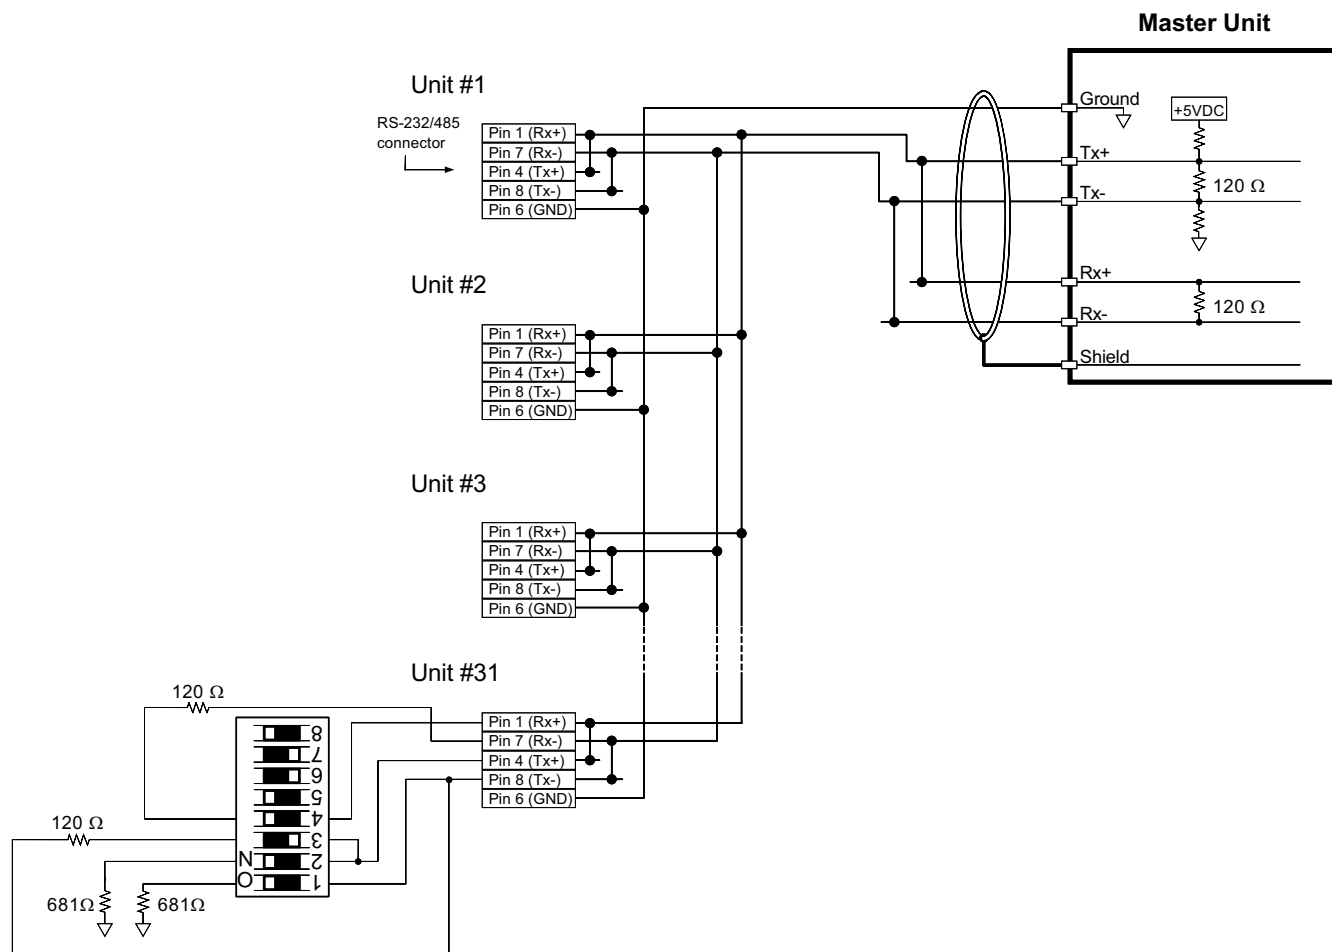 Master Unit
Unit #1
RS-232/485
connector
Pin 1 (Rx+)
Pin 7 (Rx-)
Pin 4 (Tx+)
Pin 8 (Tx-)
Pin 6 (GND)
Ground
+5VDC
Tx+
120 Ω
Tx-
Rx+
120 Ω
Rx-
Shield
Unit #2
Pin 1 (Rx+)
Pin 7 (Rx-)
Pin 4 (Tx+)
Pin 8 (Tx-)
Pin 6 (GND)
Unit #3
Pin 1 (Rx+)
Pin 7 (Rx-)
Pin 4 (Tx+)
Pin 8 (Tx-)
Pin 6 (GND)
Unit #31
Pin 1 (Rx+)
Pin 7 (Rx-)
Pin 4 (Tx+)
Pin 8 (Tx-)
Pin 6 (GND)
120 Ω
8
7
6
5
4
3
2
1
ON
120 Ω
681Ω
681Ω